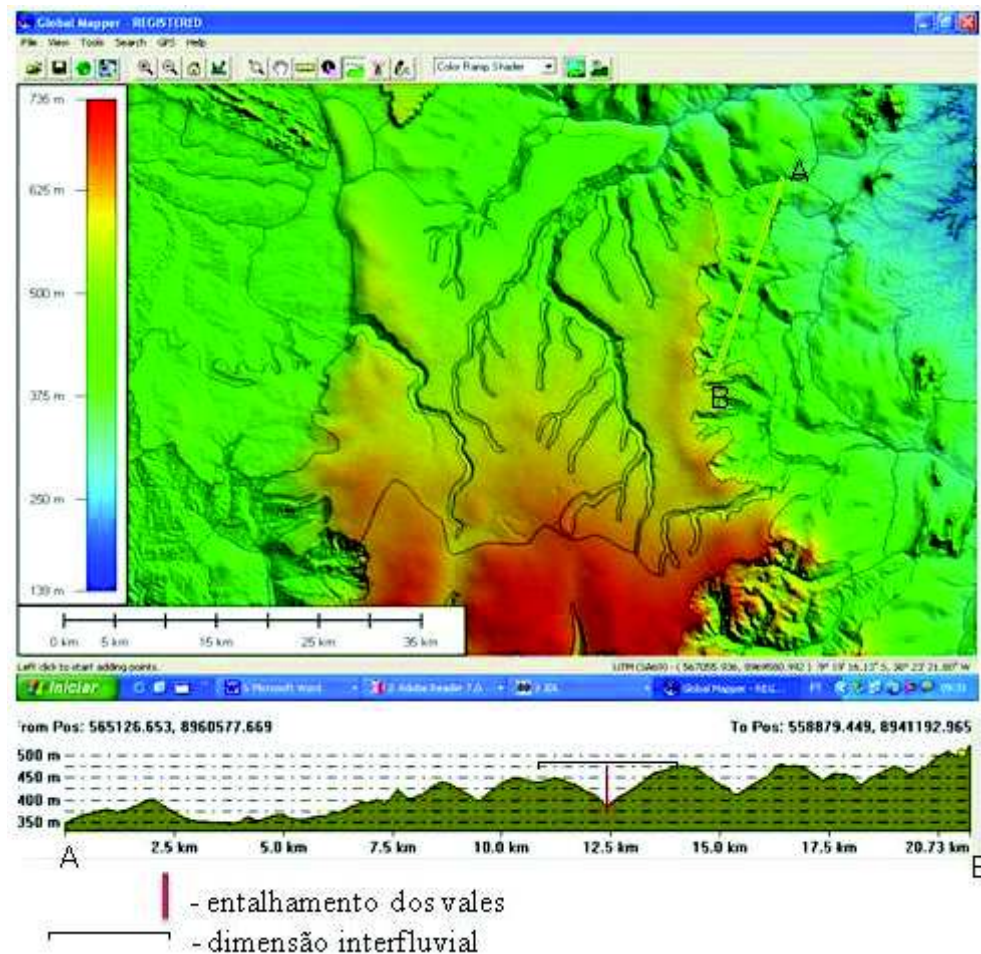 Global Mapper - REGISTERED
File View Tools Search GPS Help
Color Ramp Shader
736 m
625 m
500 m
375 m
250 m
139 m
A
B
0 km 5 km 15 km 25 km 35 km
Left click to start adding points.
Iniciar Microsoft Word Adobe Reader 7.0 Global Mapper - REG...
From Pos: 565126.653, 8960577.669 To Pos: 558879.449, 8941192.965
500 m
450 m
400 m
350 m
2.5 km 5.0 km 7.5 km 10.0 km 12.5 km 15.0 km 17.5 km 20.73 km
A
- entalhamento dos vales
- dimensão interfluvial